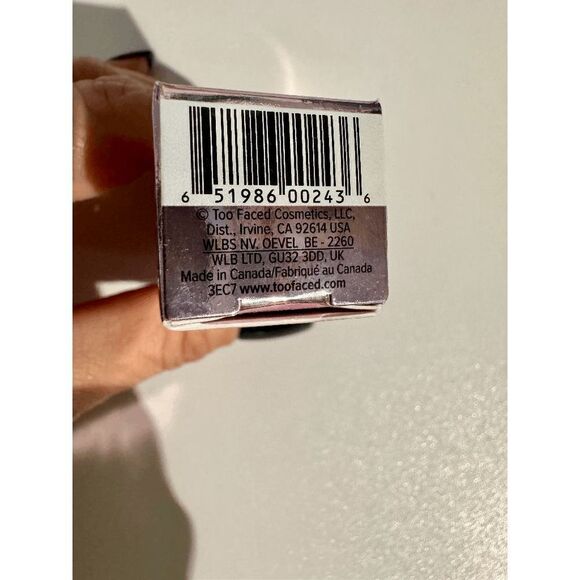 6 51986 00243 6
© Too Faced Cosmetics, LLC,
Dist., Irvine, CA 92614 USA
WLBS NV. OEVEL BE - 2260
WLB LTD, GU32 3DD, UK
Made in Canada/Fabriqué au Canada
3EC7 www.toofaced.com